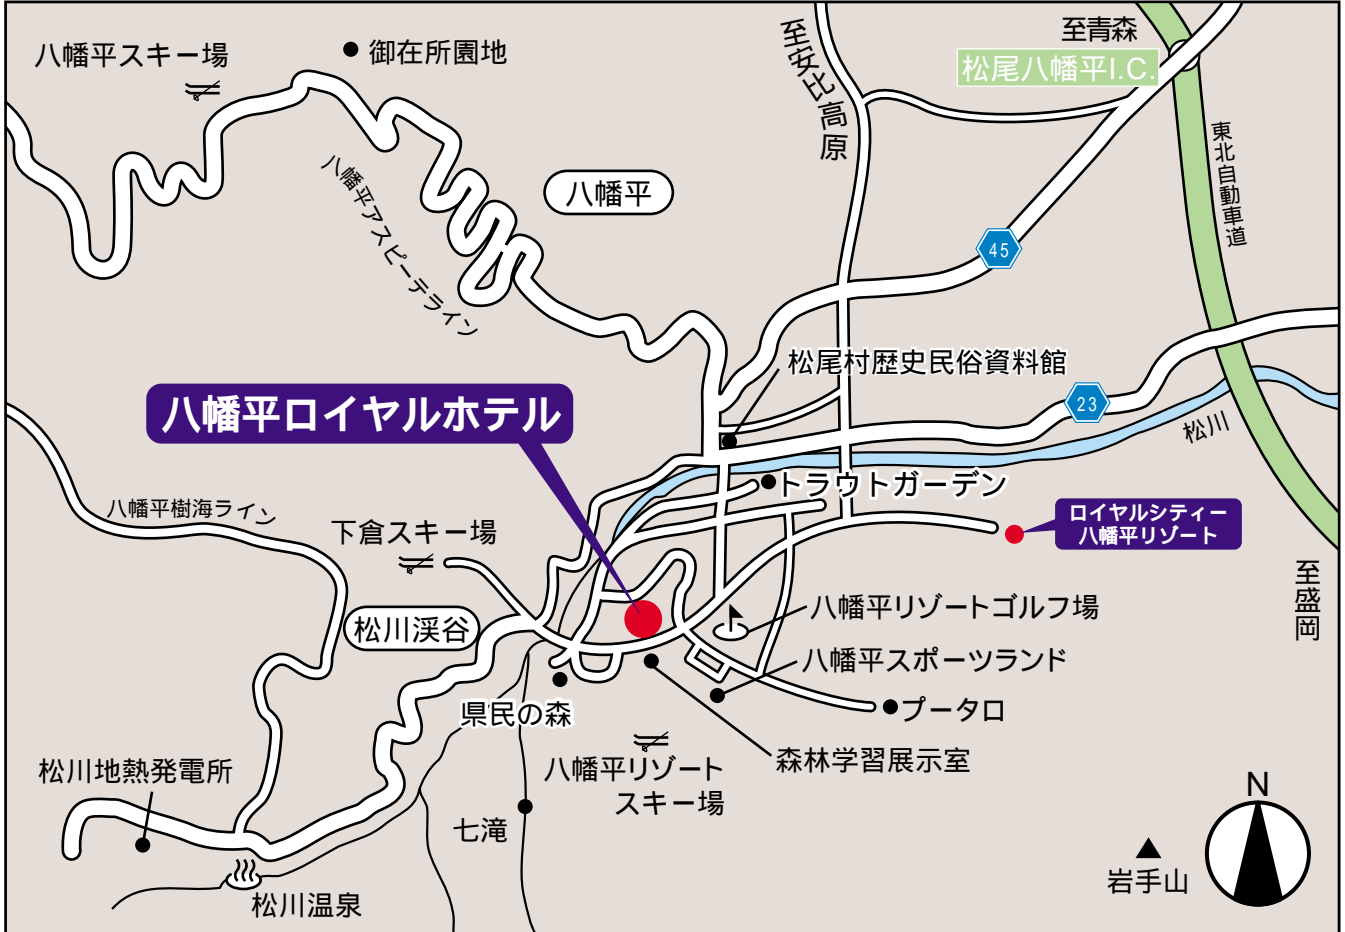 至青森
松尾八幡平I.C.
八幡平スキー場
御在所園地
至安比高原
東北自動車道
八幡平アスピーテライン
八幡平
45
松尾村歴史民俗資料館
八幡平ロイヤルホテル
23
松川
トラウトガーデン
八幡平樹海ライン
下倉スキー場
ロイヤルシティー
八幡平リゾート
至盛岡
八幡平リゾートゴルフ場
松川渓谷
八幡平スポーツランド
県民の森
プータロ
森林学習展示室
松川地熱発電所
八幡平リゾート
スキー場
七滝
N
岩手山
松川温泉